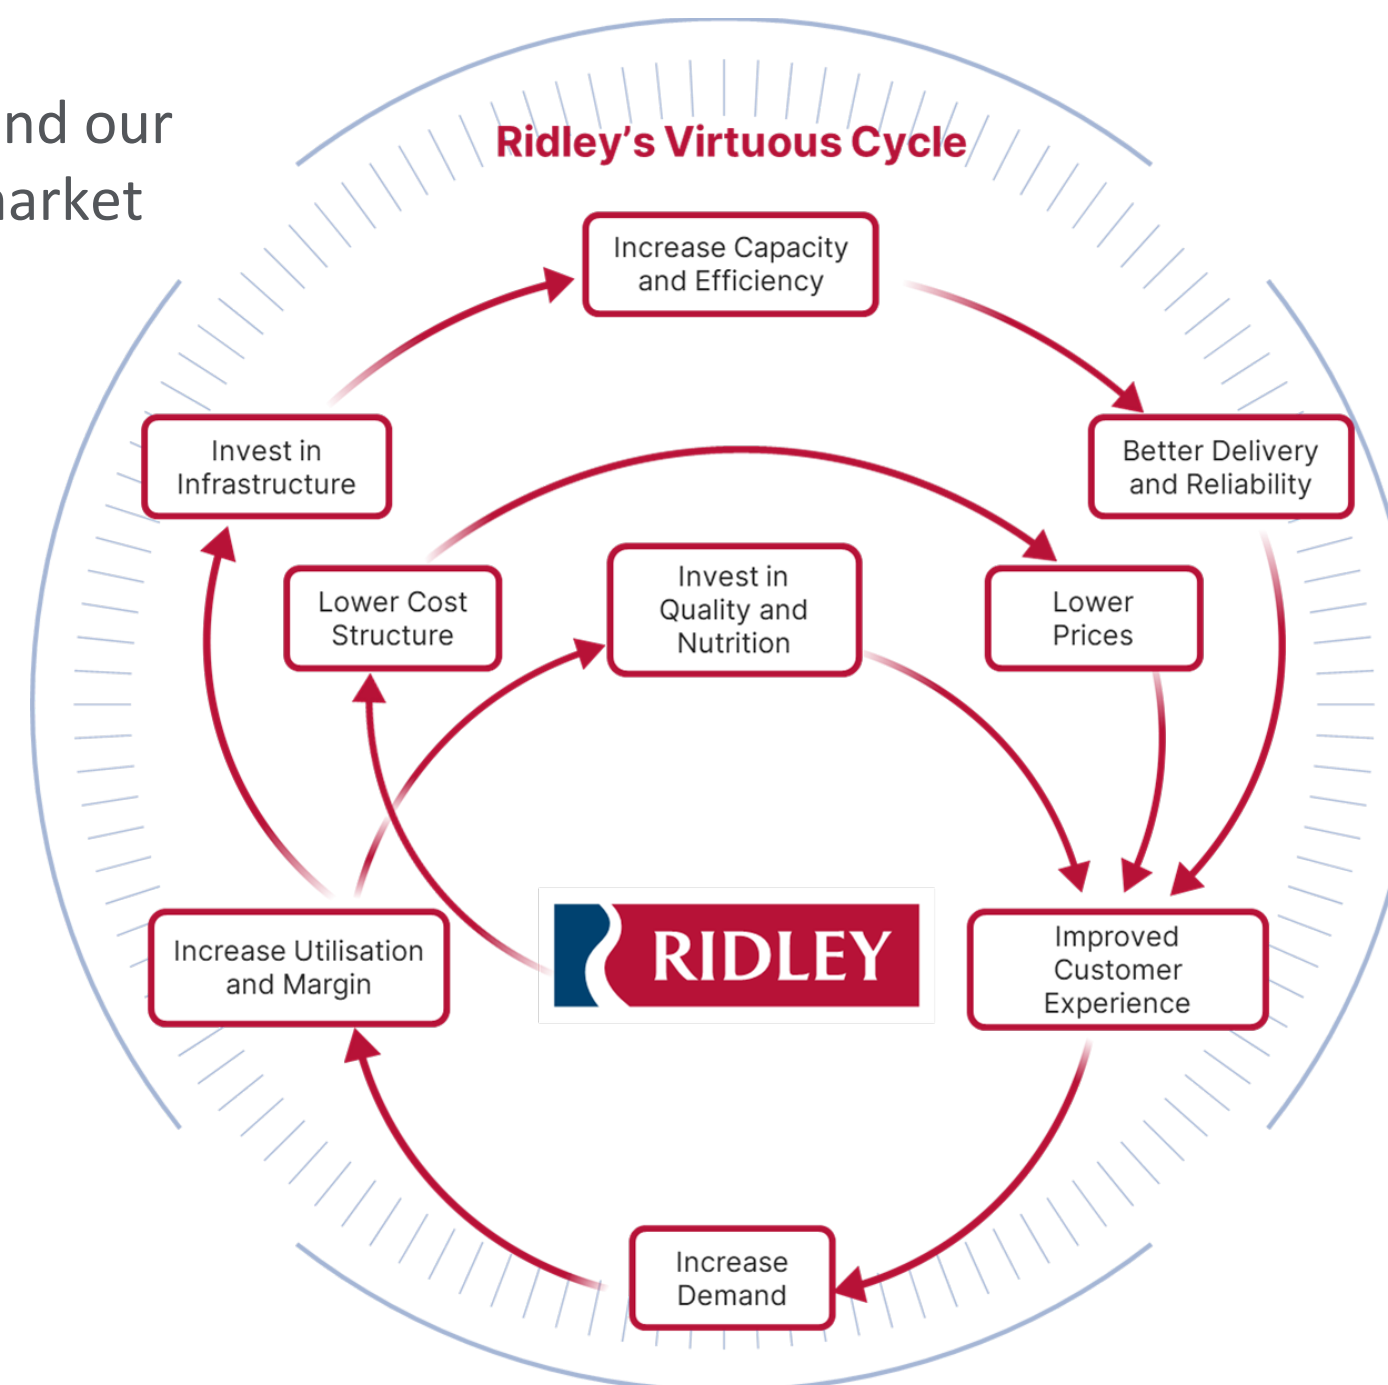 nd our
arket
Ridley’s Virtuous Cycle
Increase Capacity
and Efficiency
Invest in
Infrastructure
Better Delivery
and Reliability
Lower Cost
Structure
Invest in
Quality and
Nutrition
Lower
Prices
Increase Utilisation
and Margin
RIDLEY
Improved
Customer
Experience
Increase
Demand